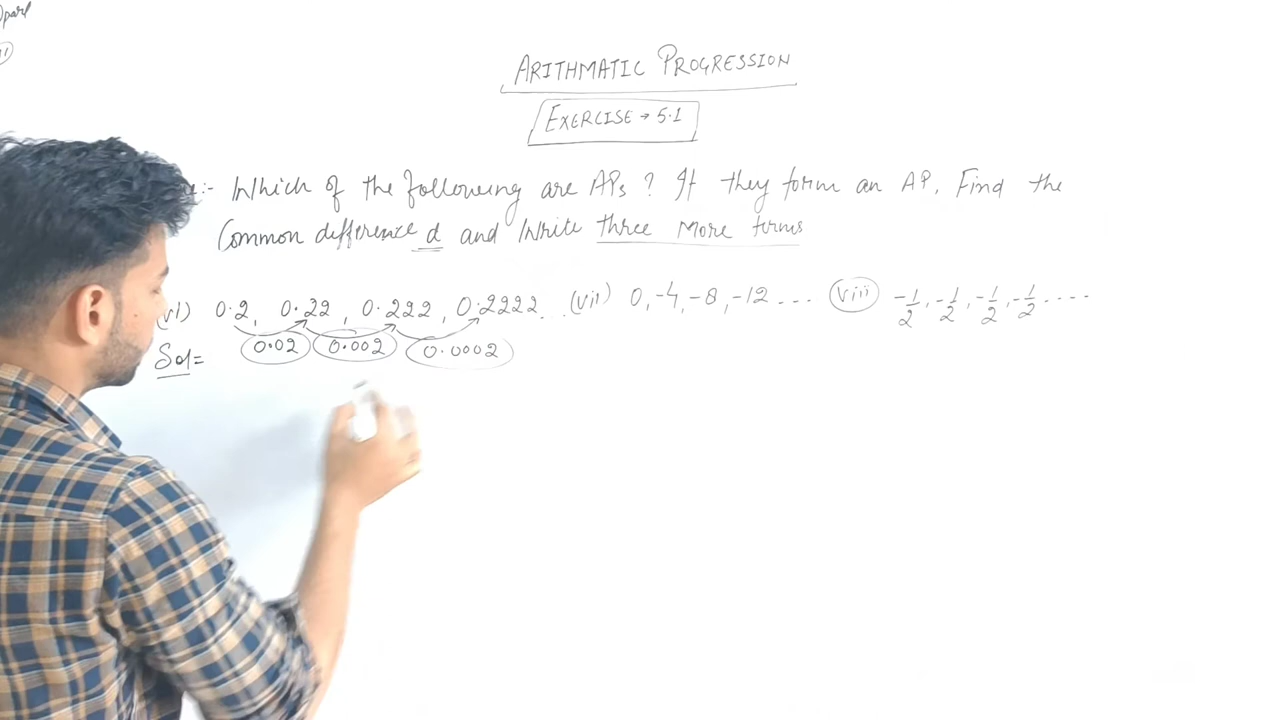 ARITHMATIC PROGRESSION
EXERCISE → 5.1
:- Which of the following are APs ? If they form an AP. Find the
Common difference d and Write three More terms
(vi) 0.2, 0.22, 0.222, 0.2222. .
(vii) 0, -4, -8, -12 ....
(viii) -1/2, -1/2, -1/2, -1/2 ....
Sol= 0.02 0.002 0.0002